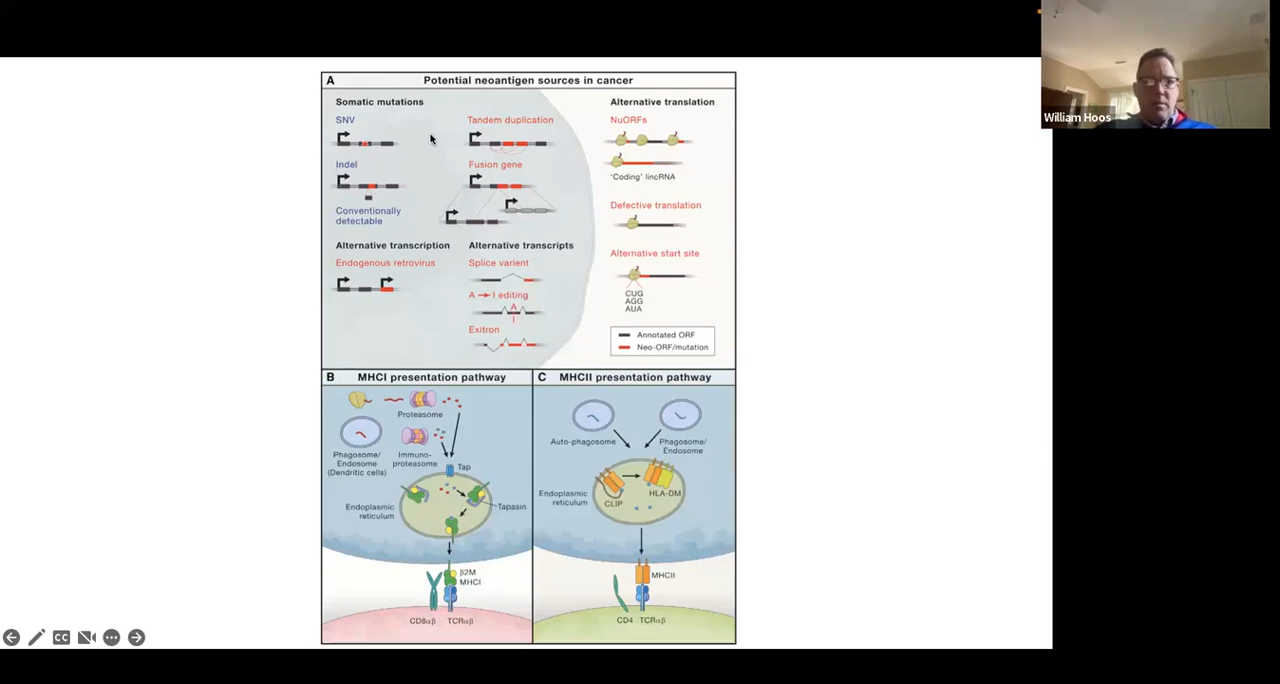 William Hoos
A Potential neoantigen sources in cancer
Somatic mutations
SNV
Indel
Conventionally
detectable
Tandem duplication
Fusion gene
Alternative transcription
Endogenous retrovirus
Alternative transcripts
Splice varient
A → I editing
A
I
Exitron
Alternative translation
NuORFs
'Coding' lincRNA
Defective translation
Alternative start site
CUG
AGG
AUA
Annotated ORF
Neo-ORF/mutation
B MHCI presentation pathway
Proteasome
Phagosome/
Endosome
(Dendritic cells)
Immuno-
proteasome
Tap
Endoplasmic
reticulum
Tapasin
β2M
MHCI
CD8αβ TCRαβ
C MHCII presentation pathway
Auto-phagosome
Phagosome/
Endosome
Endoplasmic
reticulum
CLIP
HLA-DM
MHCII
CD4 TCRαβ
CC